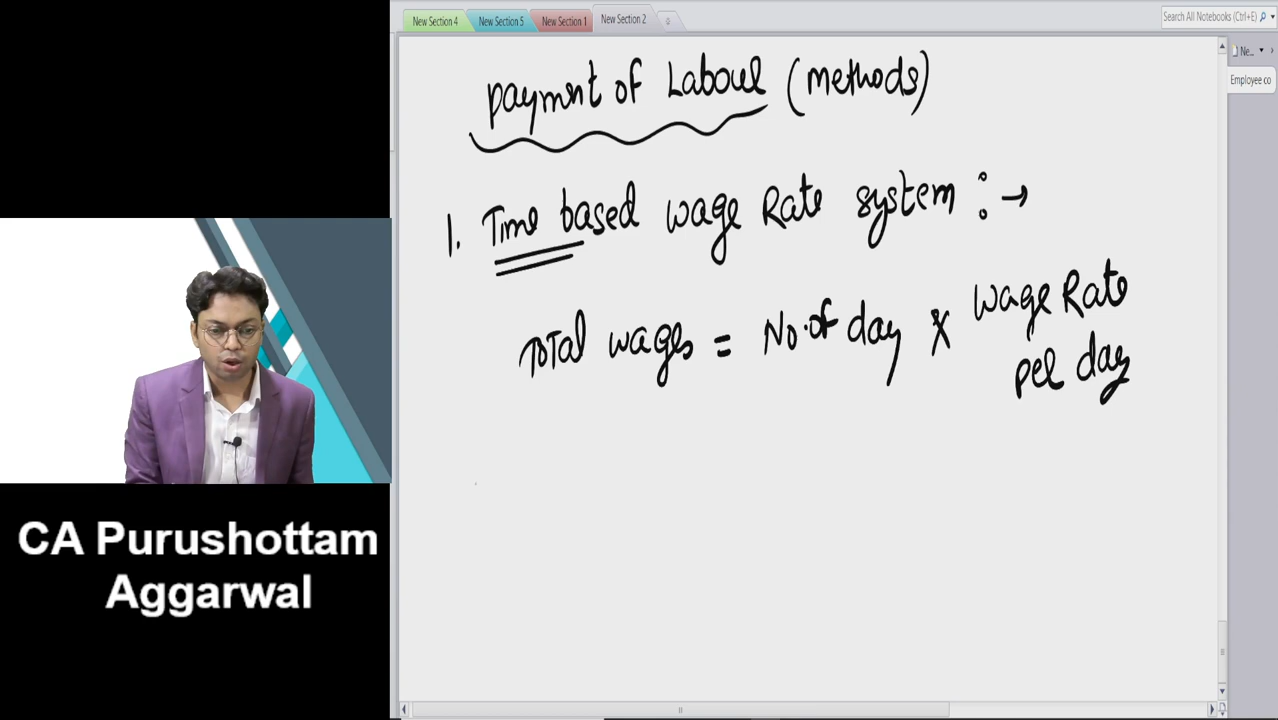 New Section 4
New Section 5
New Section 1
New Section 2
Search All Notebooks (Ctrl+E)
Ne...
Employee co
payment of Labour (methods)
1. Time based wage Rate system :→
Total wages = No. of day × wage Rate
per day
CA Purushottam
Aggarwal